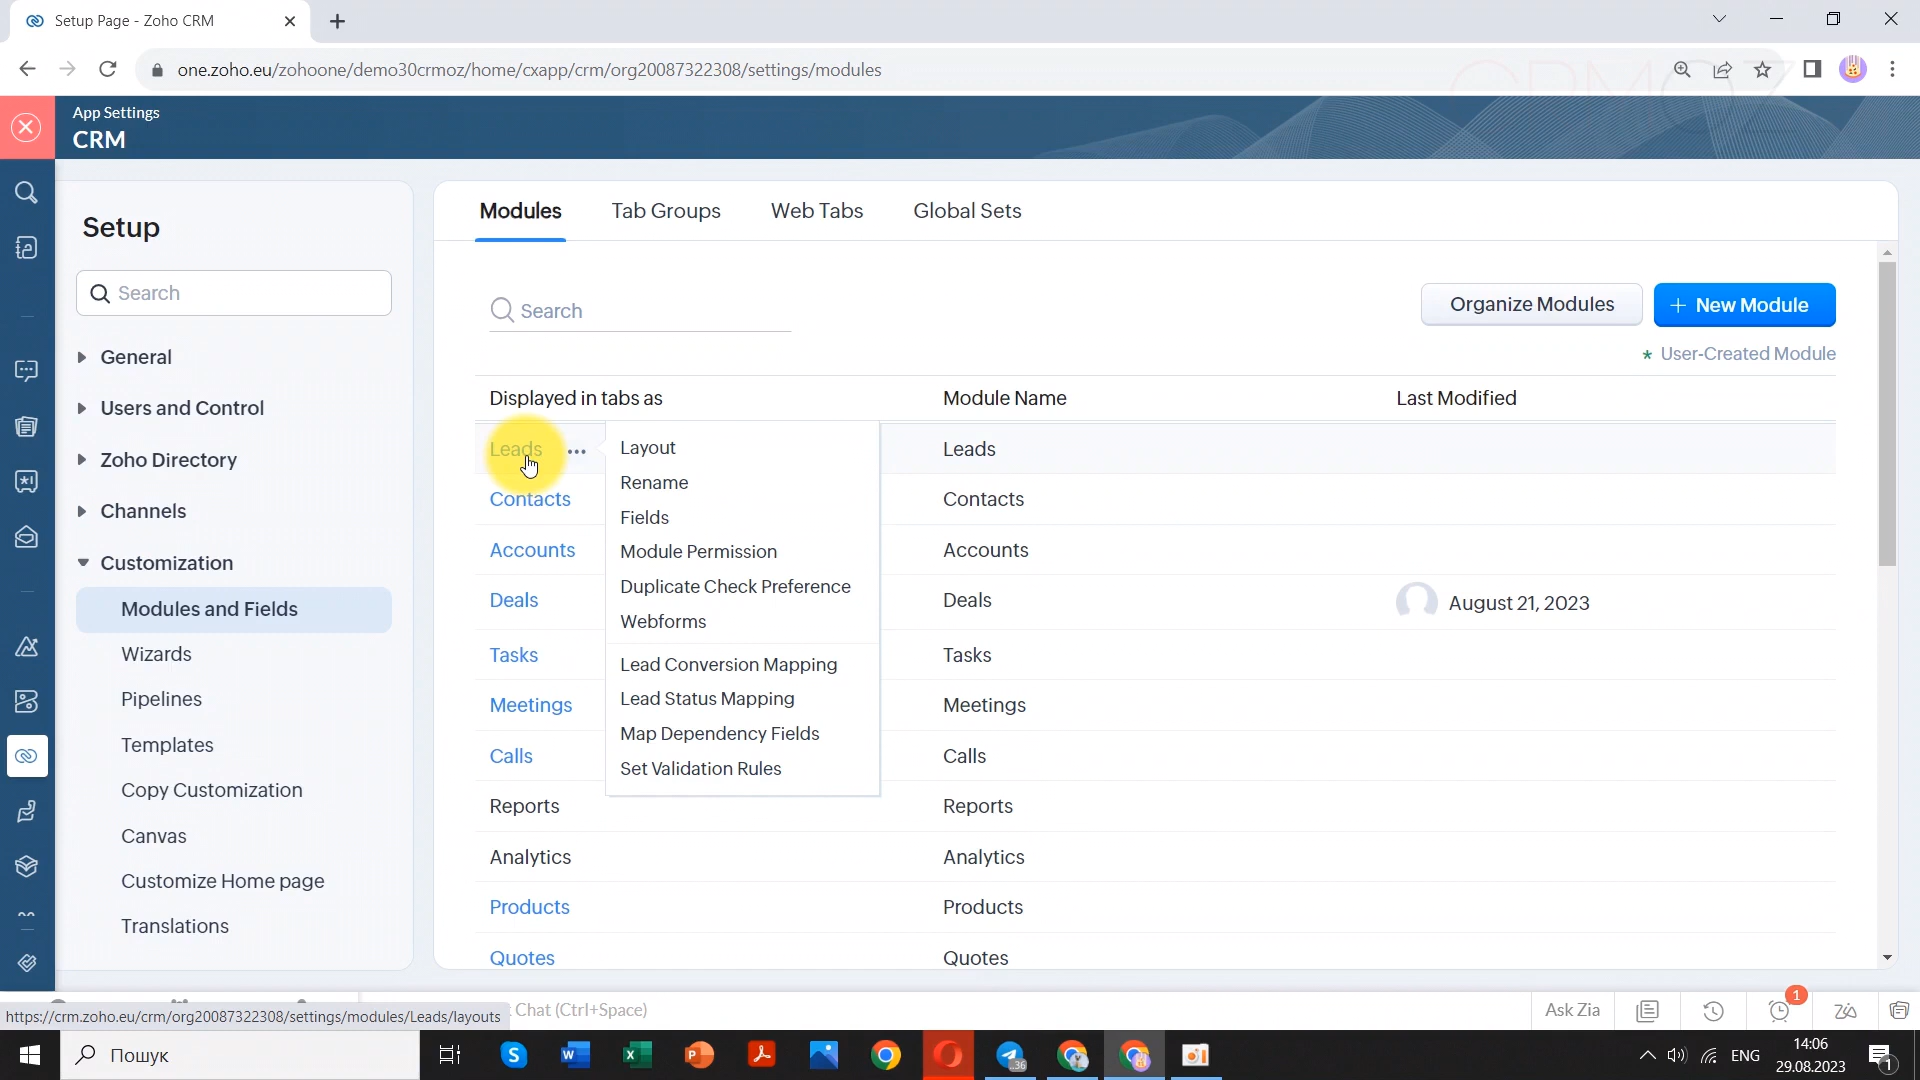 Setup Page - Zoho CRM
one.zoho.eu/zohoone/demo30crmoz/home/cxapp/crm/org20087322308/settings/modules
CRMOZ
App Settings
CRM
Setup
Search
General
Users and Control
Zoho Directory
Channels
Customization
Modules and Fields
Wizards
Pipelines
Templates
Copy Customization
Canvas
Customize Home page
Translations
Modules Tab Groups Web Tabs Global Sets
Search
Organize Modules
+ New Module
* User-Created Module
Displayed in tabs as Module Name Last Modified
Leads ... Leads
Contacts Contacts
Accounts Accounts
Deals Deals August 21, 2023
Tasks Tasks
Meetings Meetings
Calls Calls
Reports Reports
Analytics Analytics
Products Products
Quotes Quotes
Layout
Rename
Fields
Module Permission
Duplicate Check Preference
Webforms
Lead Conversion Mapping
Lead Status Mapping
Map Dependency Fields
Set Validation Rules
Chat (Ctrl+Space)
Ask Zia
1
https://crm.zoho.eu/crm/org20087322308/settings/modules/Leads/layouts
Пошук
36
ENG
14:06
29.08.2023
1